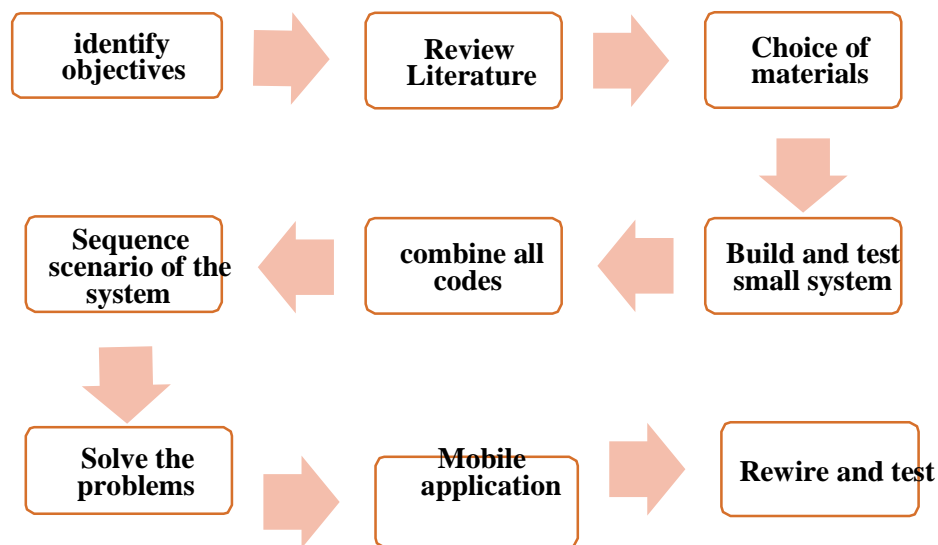 identify
objectives
Review
Literature
Choice of
materials
Build and test
small system
combine all
codes
Sequence
scenario of the
system
Solve the
problems
Mobile
application
Rewire and test